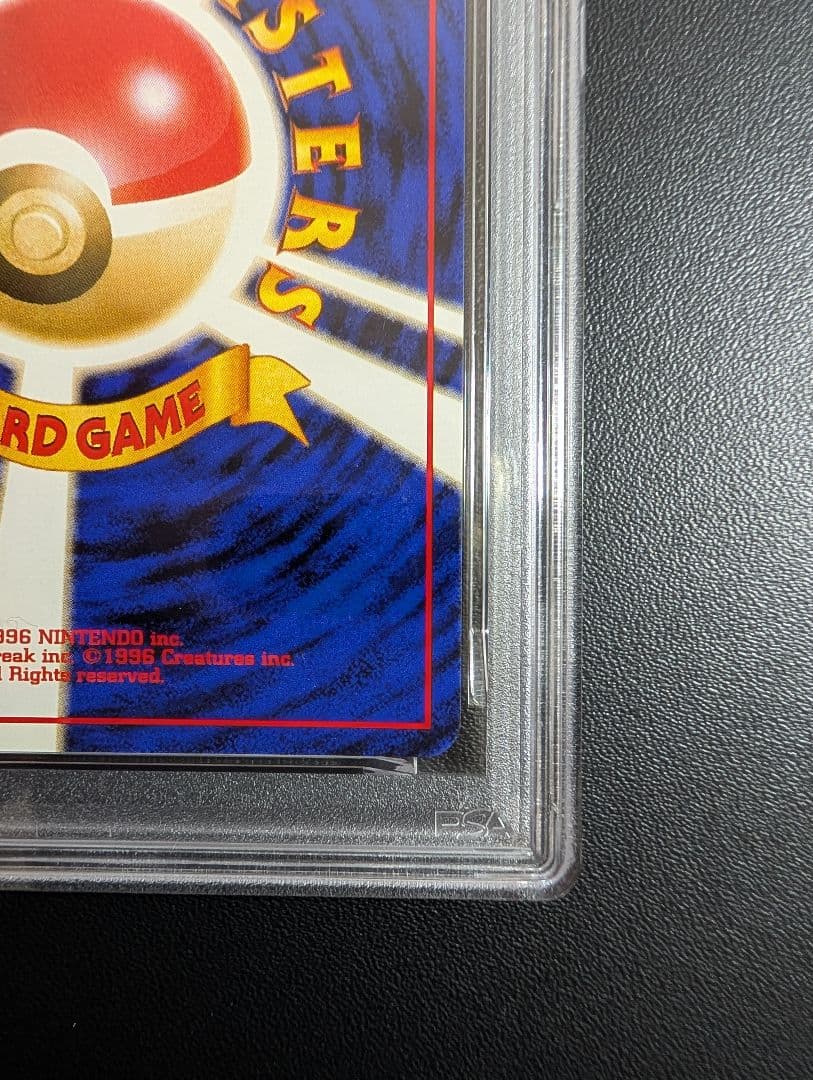 STERS
RD GAME
996 NINTENDO inc.
reak inc. ©1996 Creatures inc.
l Rights reserved.
PSA